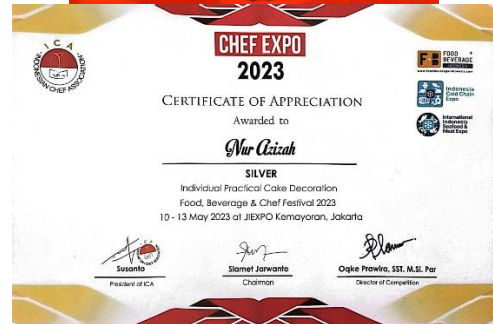 ICA
INDONESIAN CHEF ASSOCIATION
CHEF EXPO
2023
CERTIFICATE OF APPRECIATION
Awarded to
Nur Azizah
SILVER
Individual Practical Cake Decoration
Food, Beverage & Chef Festival 2023
10 - 13 May 2023 at JIEXPO Kemayoran, Jakarta
F&B FOOD
BEVERAGE
Indonesia
Cold Chain
Expo
International
Indonesia
Seafood &
Meat Expo
Susanto
President of ICA
Slamet Jarwanto
Chairman
Oqke Prawira, SST. M.Si. Par
Director of Competition